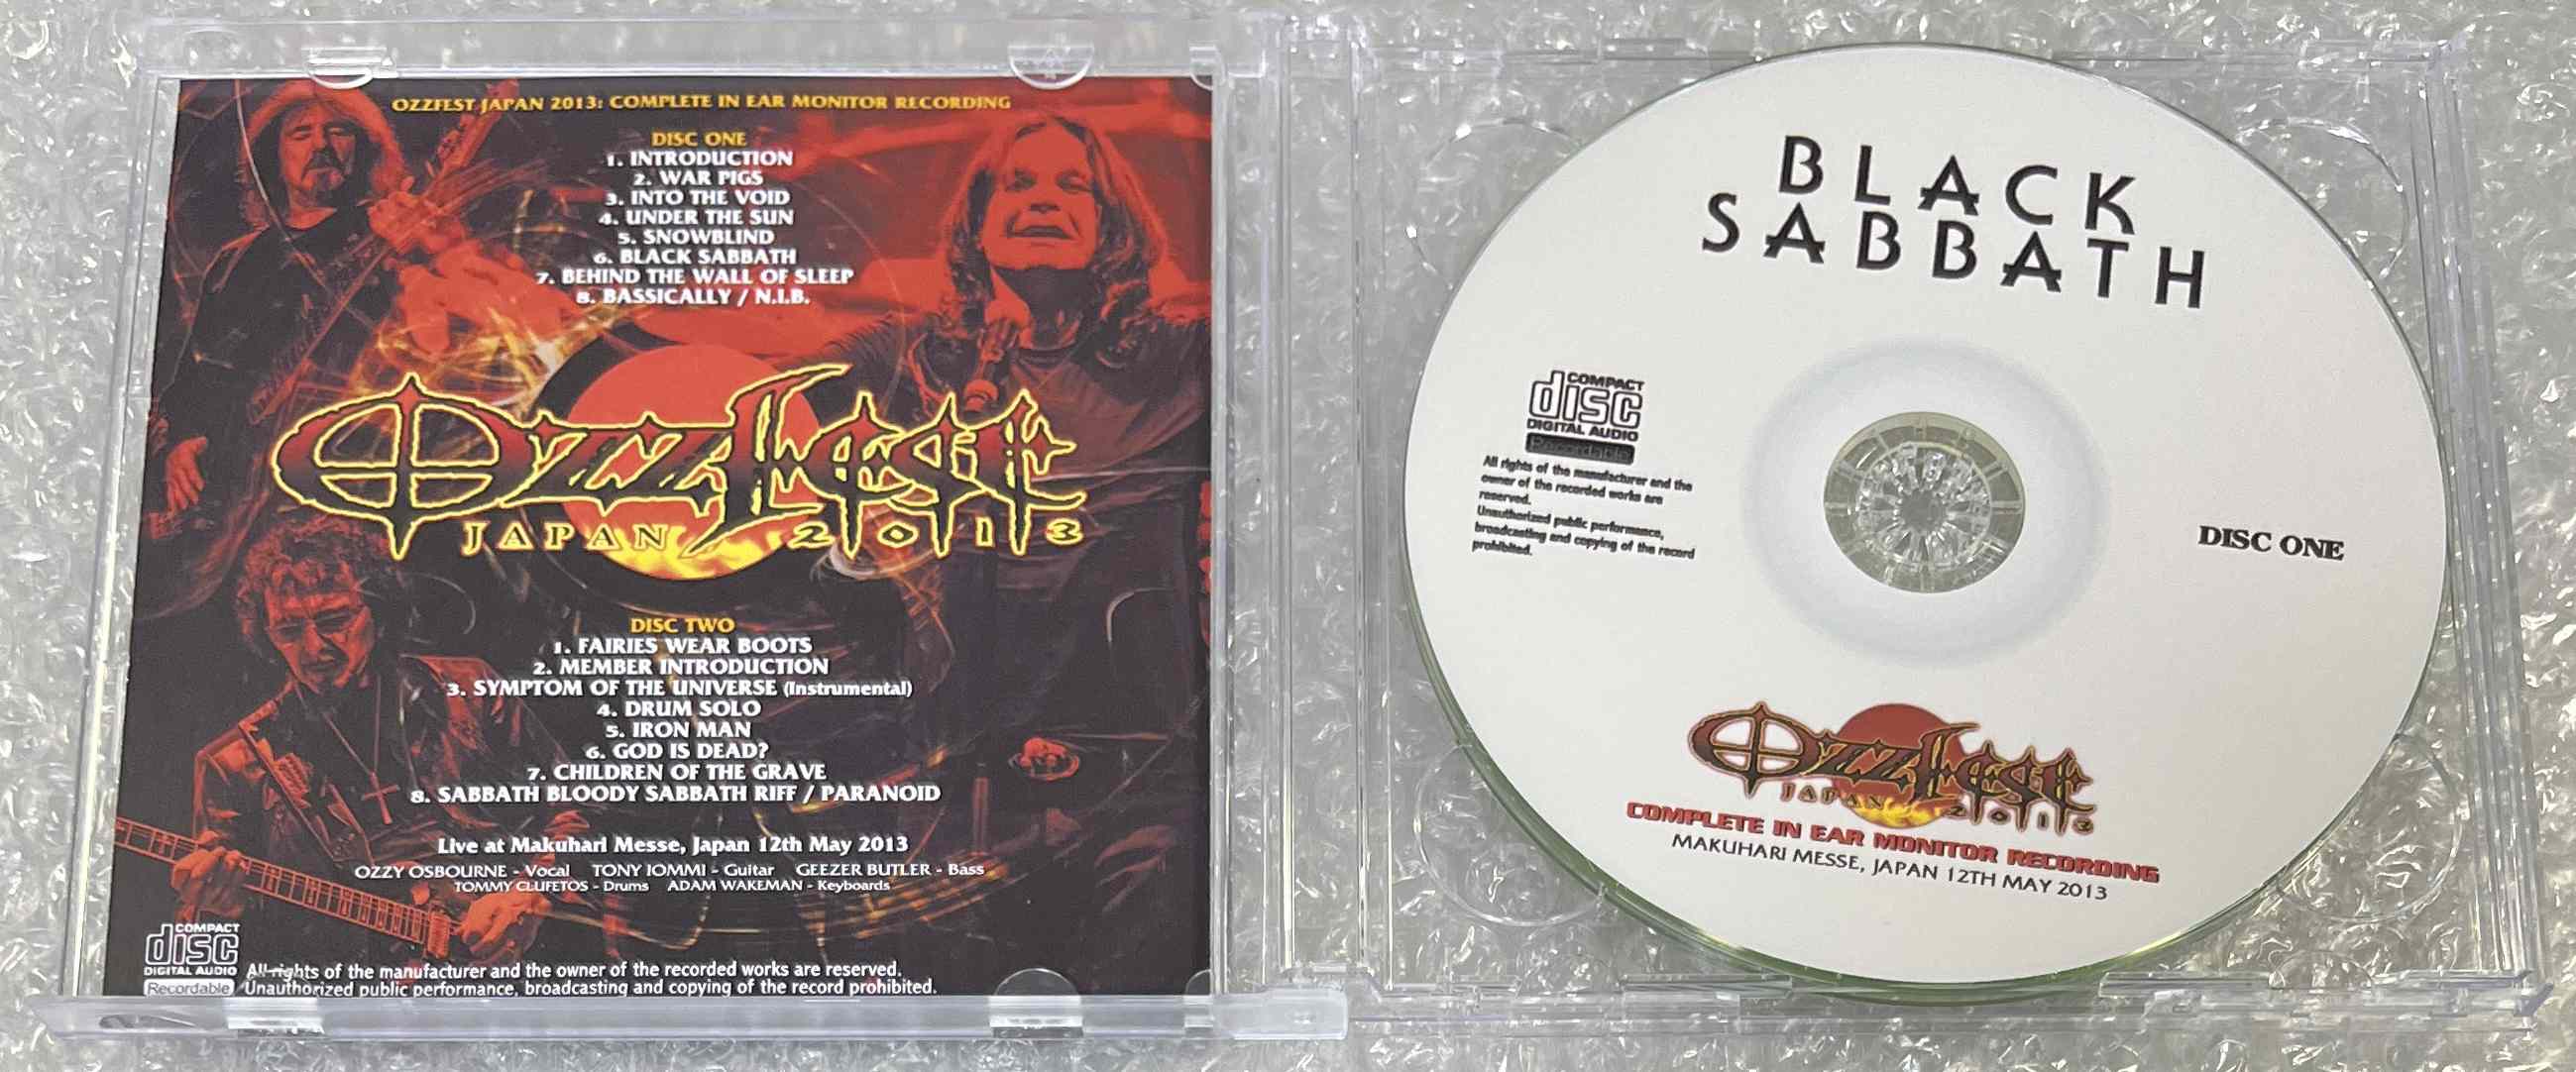 OZZFEST JAPAN 2013: COMPLETE IN EAR MONITOR RECORDING
DISC ONE
1. INTRODUCTION
2. WAR PIGS
3. INTO THE VOID
4. UNDER THE SUN
5. SNOWBLIND
6. BLACK SABBATH
7. BEHIND THE WALL OF SLEEP
8. BASSICALLY / N.I.B.
OZZFEST
JAPAN 2013
DISC TWO
1. FAIRIES WEAR BOOTS
2. MEMBER INTRODUCTION
3. SYMPTOM OF THE UNIVERSE (Instrumental)
4. DRUM SOLO
5. IRON MAN
6. GOD IS DEAD?
7. CHILDREN OF THE GRAVE
8. SABBATH BLOODY SABBATH RIFF / PARANOID
Live at Makuhari Messe, Japan 12th May 2013
OZZY OSBOURNE - Vocal TONY IOMMI - Guitar GEEZER BUTLER - Bass
TOMMY CLUFETOS - Drums ADAM WAKEMAN - Keyboards
COMPACT
disc
DIGITAL AUDIO
Recordable
All rights of the manufacturer and the owner of the recorded works are reserved.
Unauthorized public performance, broadcasting and copying of the record prohibited.
BLACK
SABBATH
COMPACT
disc
DIGITAL AUDIO
Recordable
All rights of the manufacturer and the
owner of the recorded works are
reserved.
Unauthorized public performance,
broadcasting and copying of the record
prohibited.
DISC ONE
OZZFEST
JAPAN 2013
COMPLETE IN EAR MONITOR RECORDING
MAKUHARI MESSE, JAPAN 12TH MAY 2013